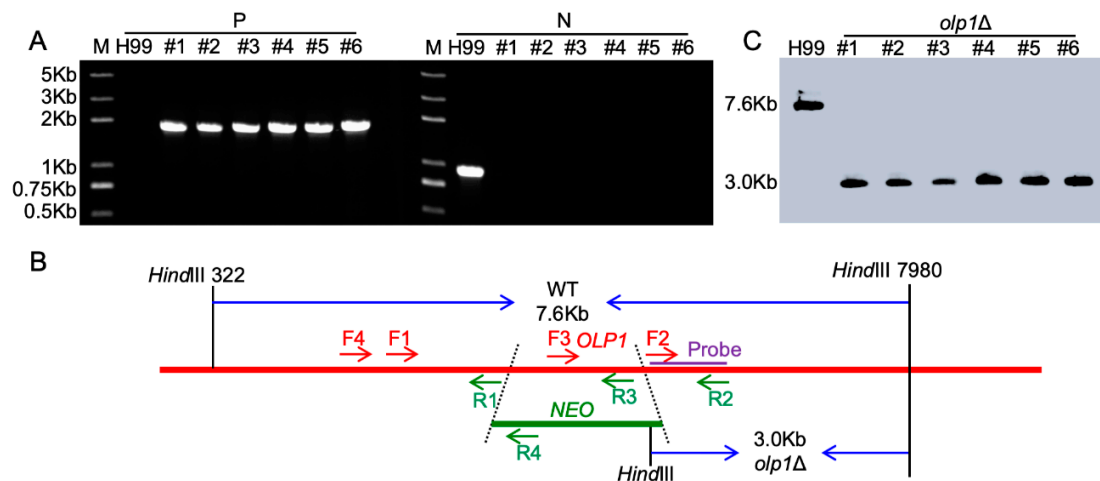 A P N
M H99 #1 #2 #3 #4 #5 #6 M H99 #1 #2 #3 #4 #5 #6
5Kb
3Kb
2Kb
1Kb
0.75Kb
0.5Kb
C olp1Δ
H99 #1 #2 #3 #4 #5 #6
7.6Kb
3.0Kb
B
HindIII 322 HindIII 7980
WT
7.6Kb
F4 F1 F3 OLP1 F2 Probe
R1 R3 R2
NEO
R4
HindIII
3.0Kb
olp1Δ